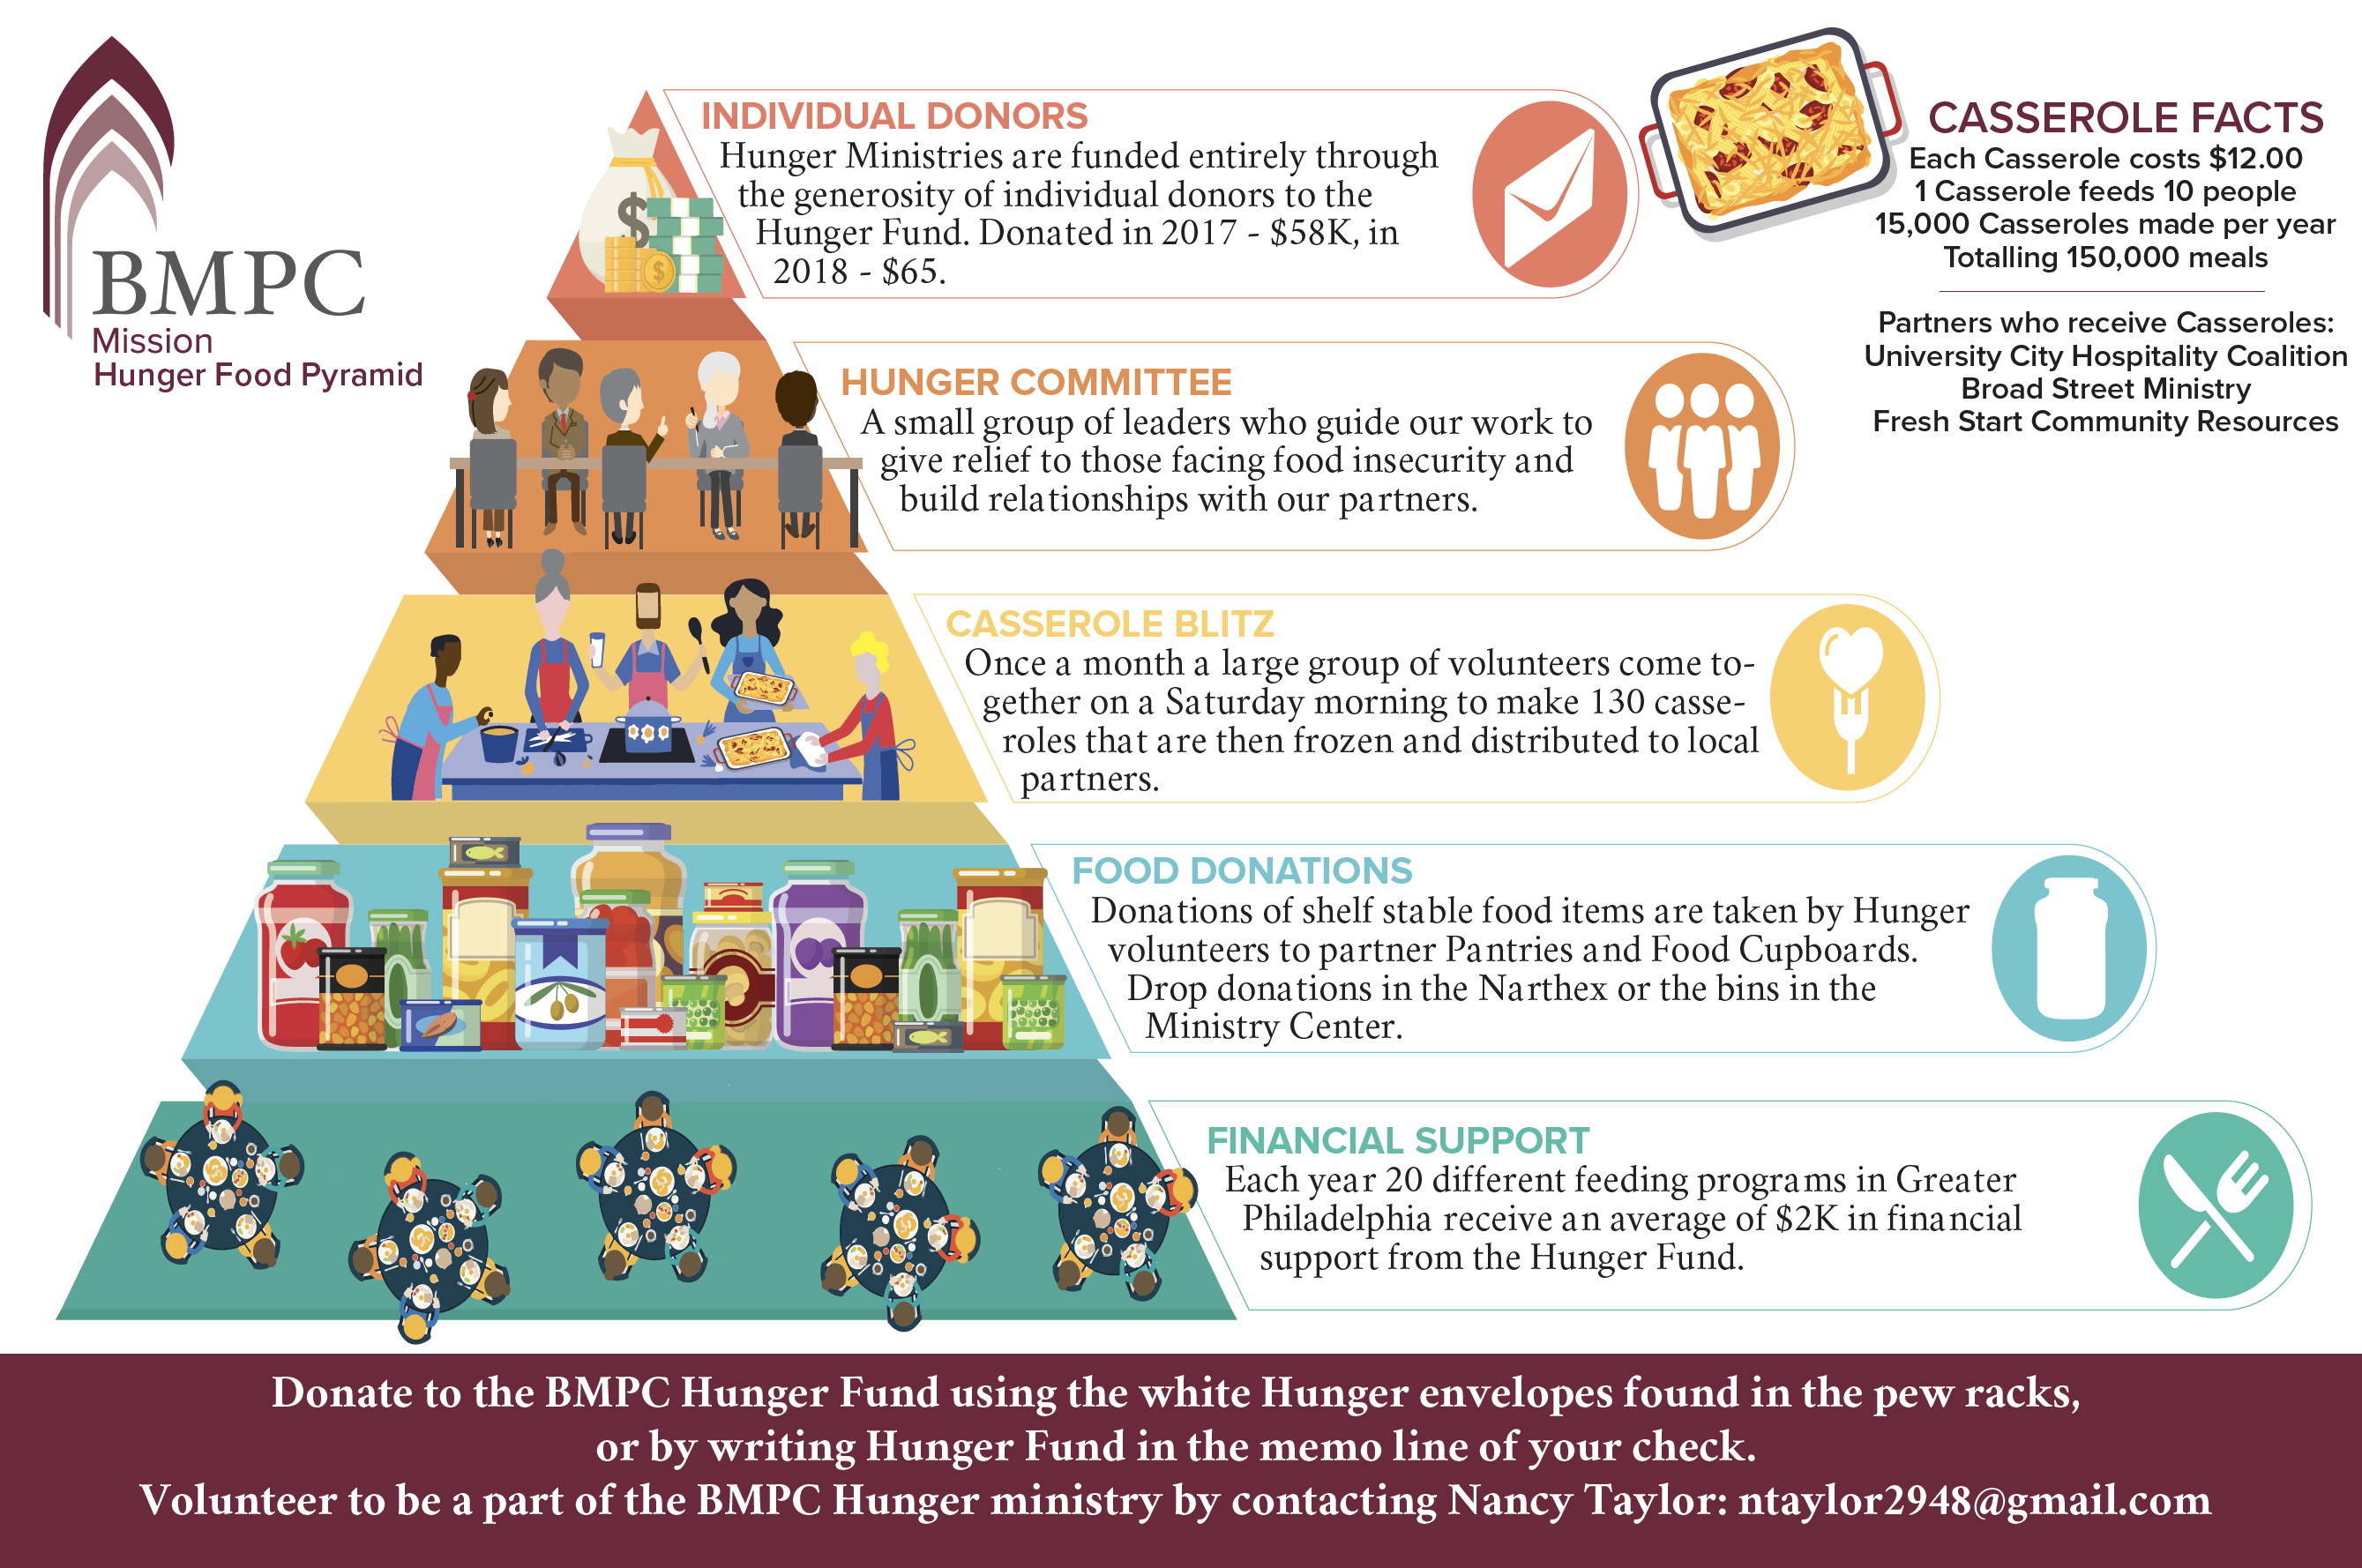 BMPC
Mission
Hunger Food Pyramid
INDIVIDUAL DONORS
Hunger Ministries are funded entirely through
the generosity of individual donors to the
Hunger Fund. Donated in 2017 - $58K, in
2018 - $65.
$
$
CASSEROLE FACTS
Each Casserole costs $12.00
1 Casserole feeds 10 people
15,000 Casseroles made per year
Totalling 150,000 meals
Partners who receive Casseroles:
University City Hospitality Coalition
Broad Street Ministry
Fresh Start Community Resources
HUNGER COMMITTEE
A small group of leaders who guide our work to
give relief to those facing food insecurity and
build relationships with our partners.
CASSEROLE BLITZ
Once a month a large group of volunteers come to-
gether on a Saturday morning to make 130 casse-
roles that are then frozen and distributed to local
partners.
FOOD DONATIONS
Donations of shelf stable food items are taken by Hunger
volunteers to partner Pantries and Food Cupboards.
Drop donations in the Narthex or the bins in the
Ministry Center.
FINANCIAL SUPPORT
Each year 20 different feeding programs in Greater
Philadelphia receive an average of $2K in financial
support from the Hunger Fund.
Donate to the BMPC Hunger Fund using the white Hunger envelopes found in the pew racks,
or by writing Hunger Fund in the memo line of your check.
Volunteer to be a part of the BMPC Hunger ministry by contacting Nancy Taylor: ntaylor2948@gmail.com